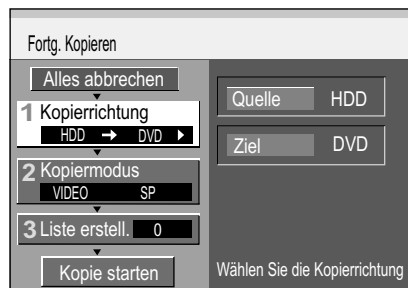 Fortg. Kopieren
Alles abbrechen
1 Kopierrichtung
HDD → DVD
2 Kopiermodus
VIDEO SP
3 Liste erstell. 0
Kopie starten
Quelle HDD
Ziel DVD
Wählen Sie die Kopierrichtung